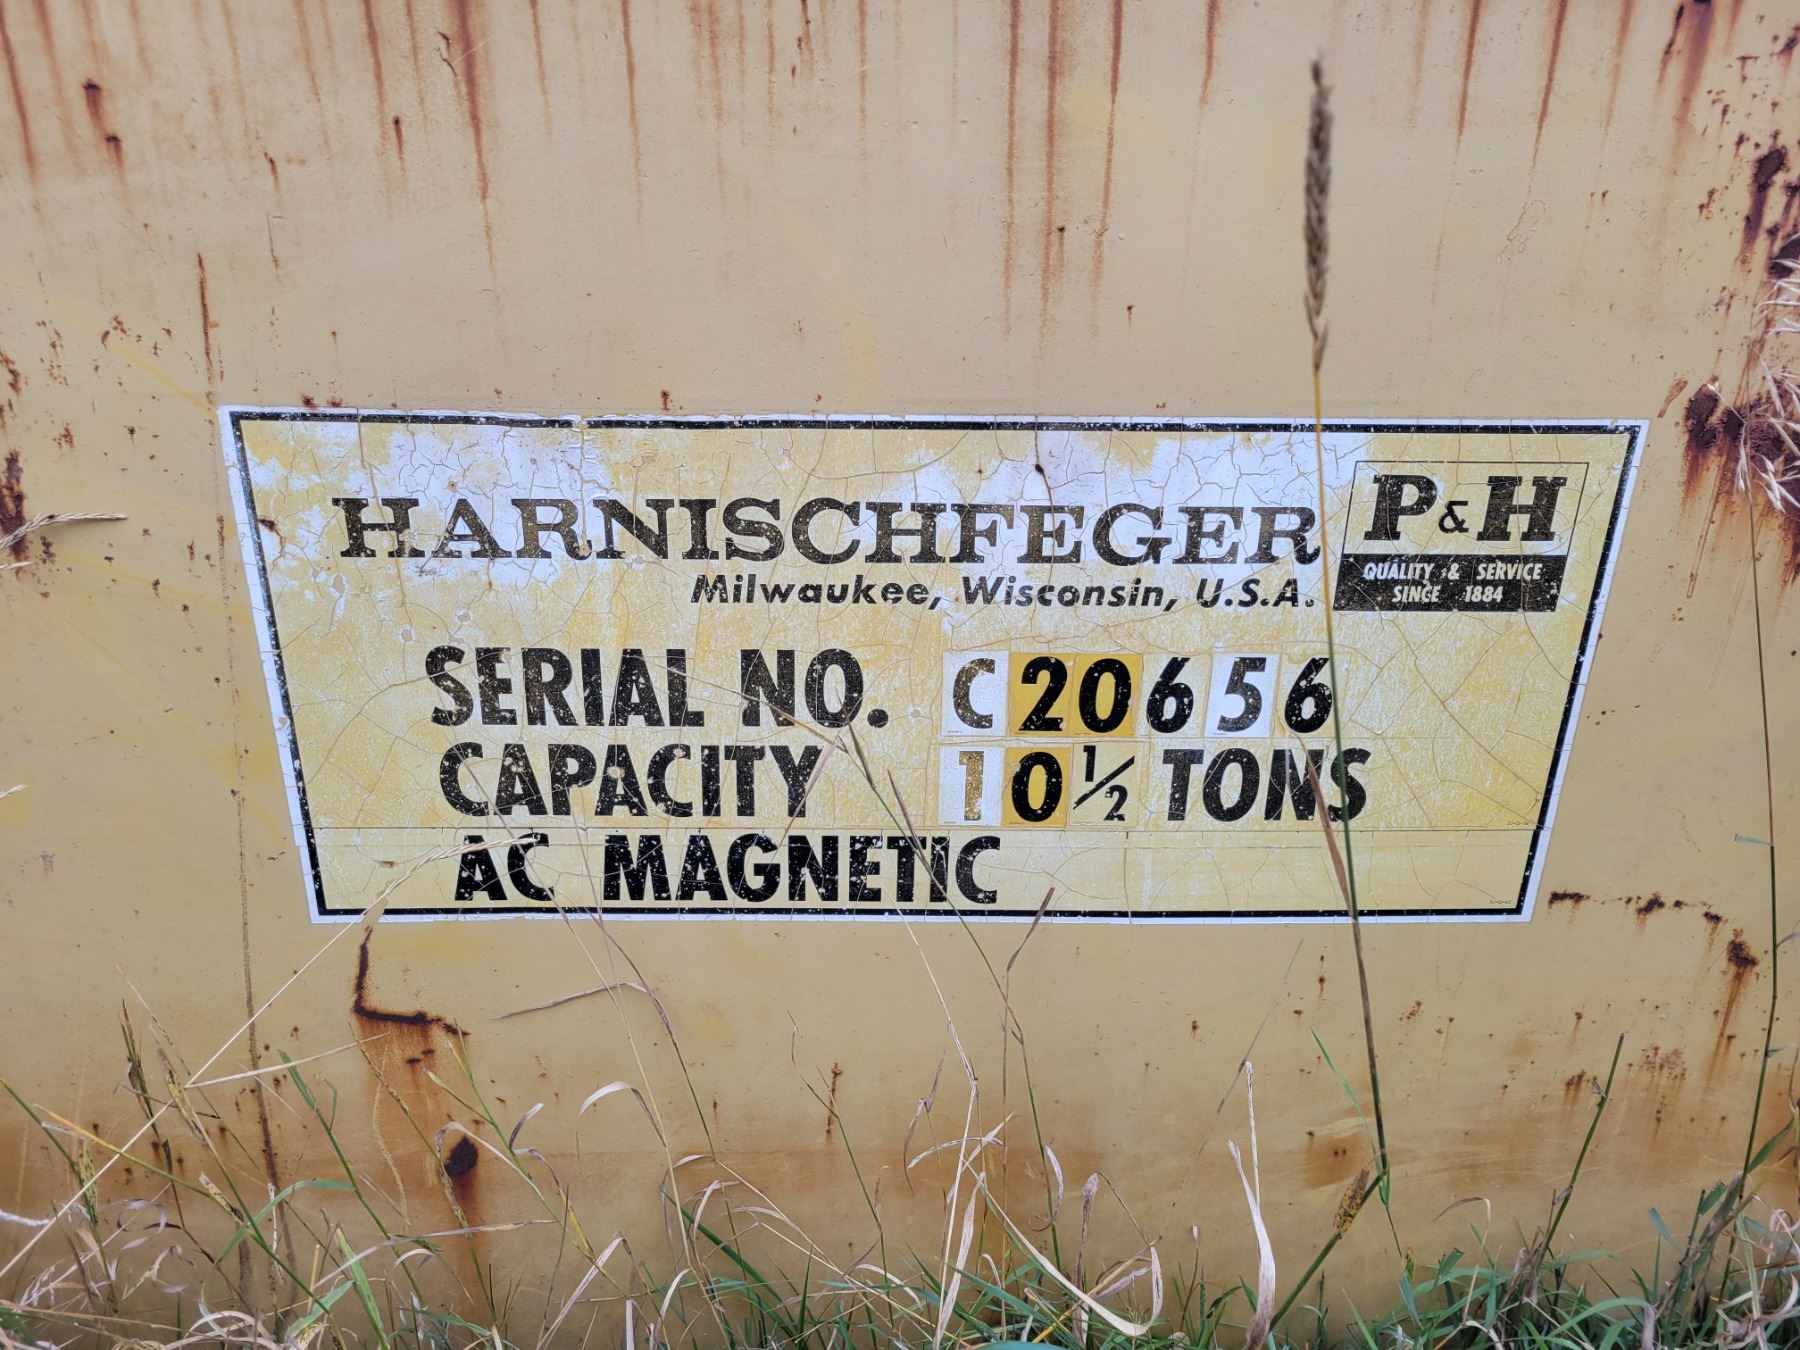 HARNISCHFEGER
Milwaukee, Wisconsin, U.S.A.
P&H
QUALITY & SERVICE
SINCE 1884
SERIAL NO. C20656
CAPACITY 10½ TONS
AC MAGNETIC